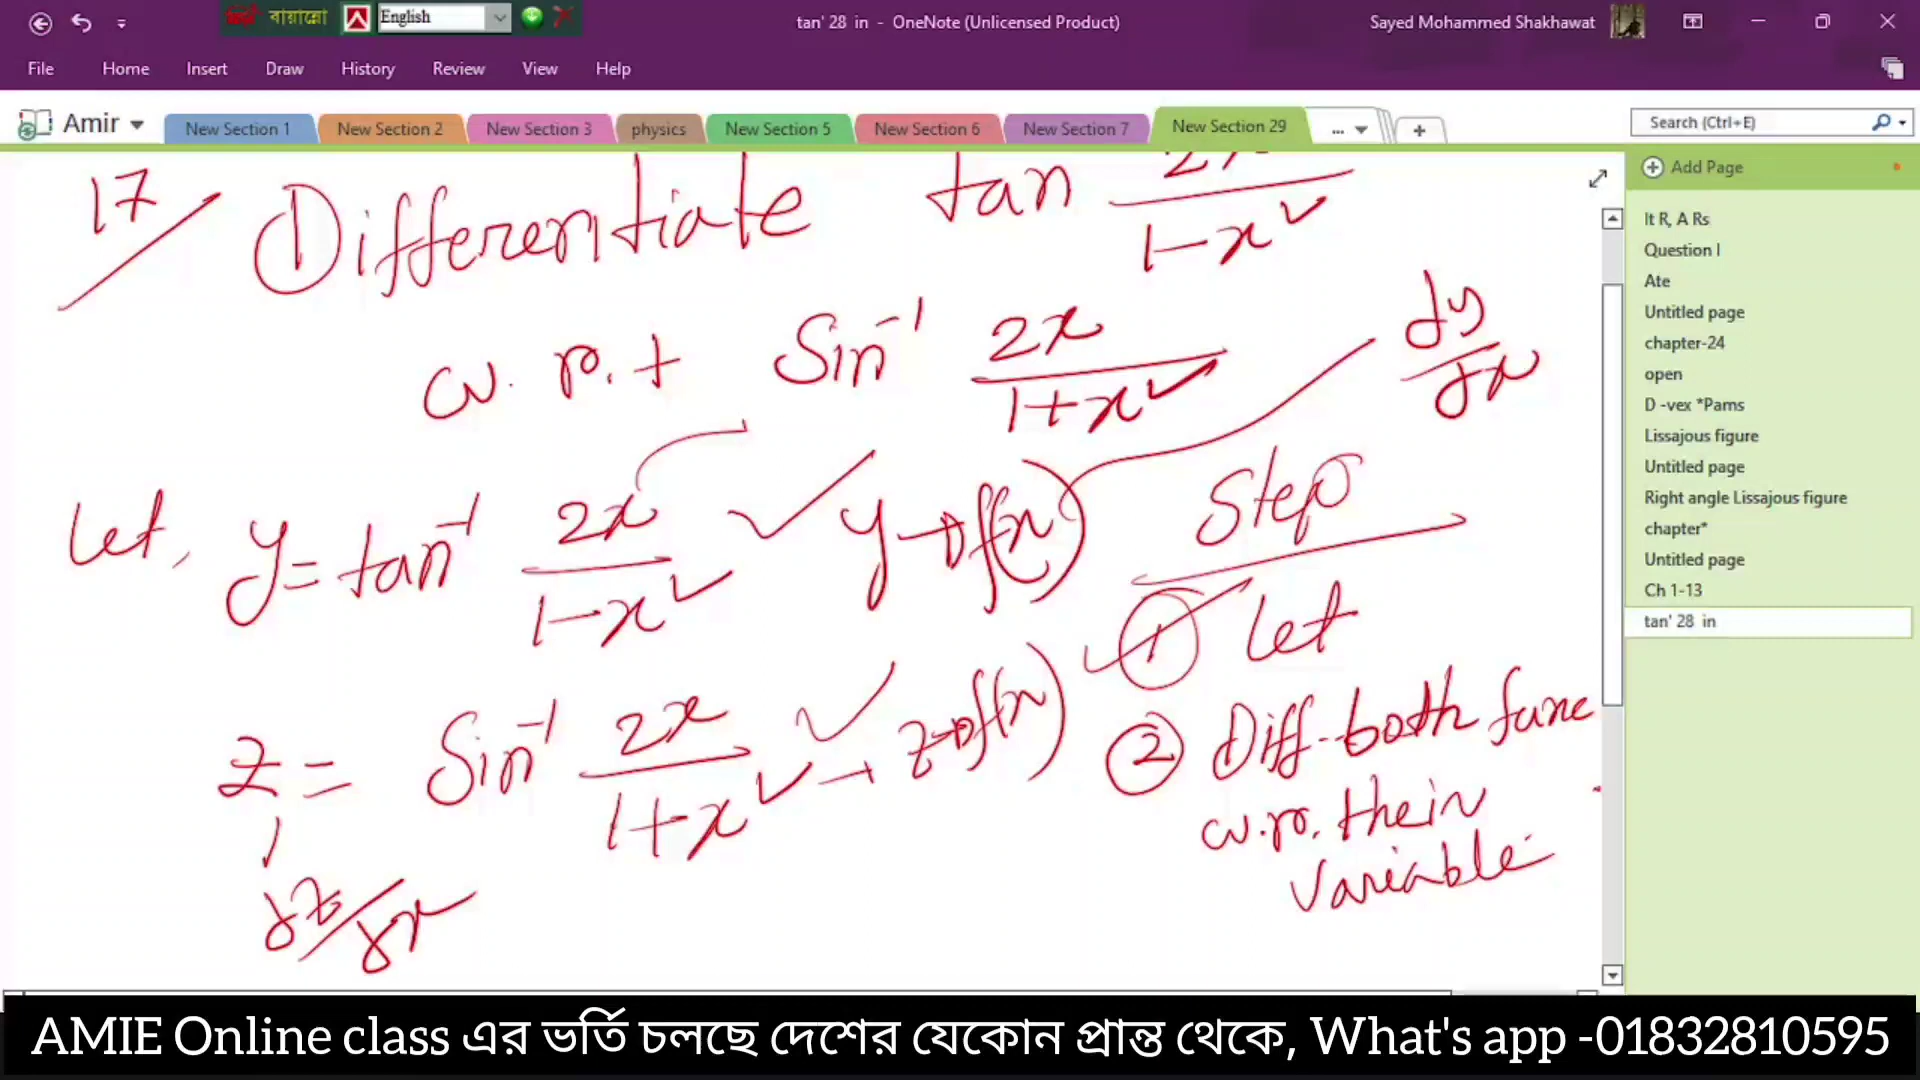 বায়ান্নো English tan' 28 in - OneNote (Unlicensed Product) Sayed Mohammed Shakhawat
File Home Insert Draw History Review View Help
Amir New Section 1 New Section 2 New Section 3 physics New Section 5 New Section 6 New Section 7 New Section 29 ... + Search (Ctrl+E)
Add Page
It R, A Rs
Question I
Ate
Untitled page
chapter-24
open
D -vex *Pams
Lissajous figure
Untitled page
Right angle Lissajous figure
chapter*
Untitled page
Ch 1-13
tan' 28 in
17 ① Differentiate tan 2x / 1-x²
w.r.t Sin⁻¹ 2x / 1+x² dy/dx
Let, y = tan⁻¹ 2x / 1-x² y→f(x)
z = Sin⁻¹ 2x / 1+x² → z→f(x)
dz/dx
Step
① Let
② Diff. both func
w.r. their
variable.
AMIE Online class এর ভর্তি চলছে দেশের যেকোন প্রান্ত থেকে, What's app -01832810595